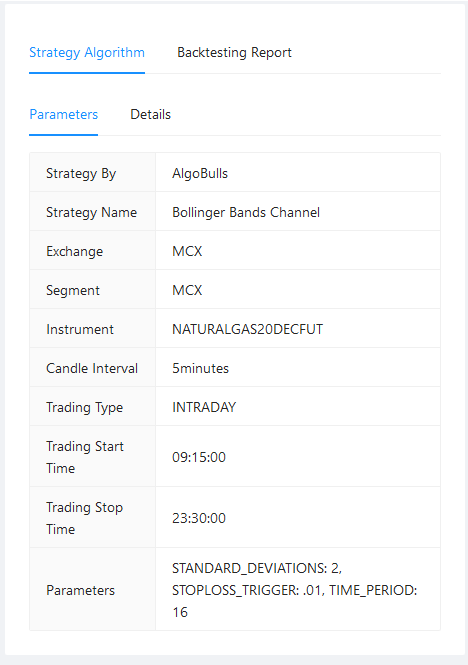 Strategy Algorithm Backtesting Report
Parameters Details
Strategy By AlgoBulls
Strategy Name Bollinger Bands Channel
Exchange MCX
Segment MCX
Instrument NATURALGAS20DECFUT
Candle Interval 5minutes
Trading Type INTRADAY
Trading Start
Time
09:15:00
Trading Stop
Time
23:30:00
Parameters
STANDARD_DEVIATIONS: 2,
STOPLOSS_TRIGGER: .01, TIME_PERIOD:
16